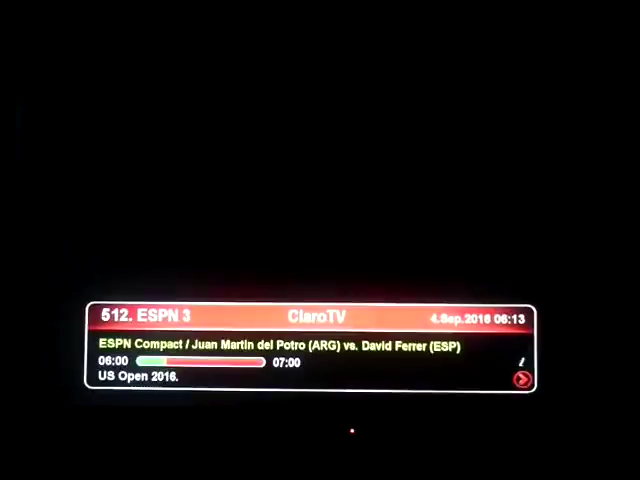 512. ESPN 3 ClaroTV 4.Sep.2016 06:13
ESPN Compact / Juan Martin del Potro (ARG) vs. David Ferrer (ESP)
06:00 07:00 i
US Open 2016.